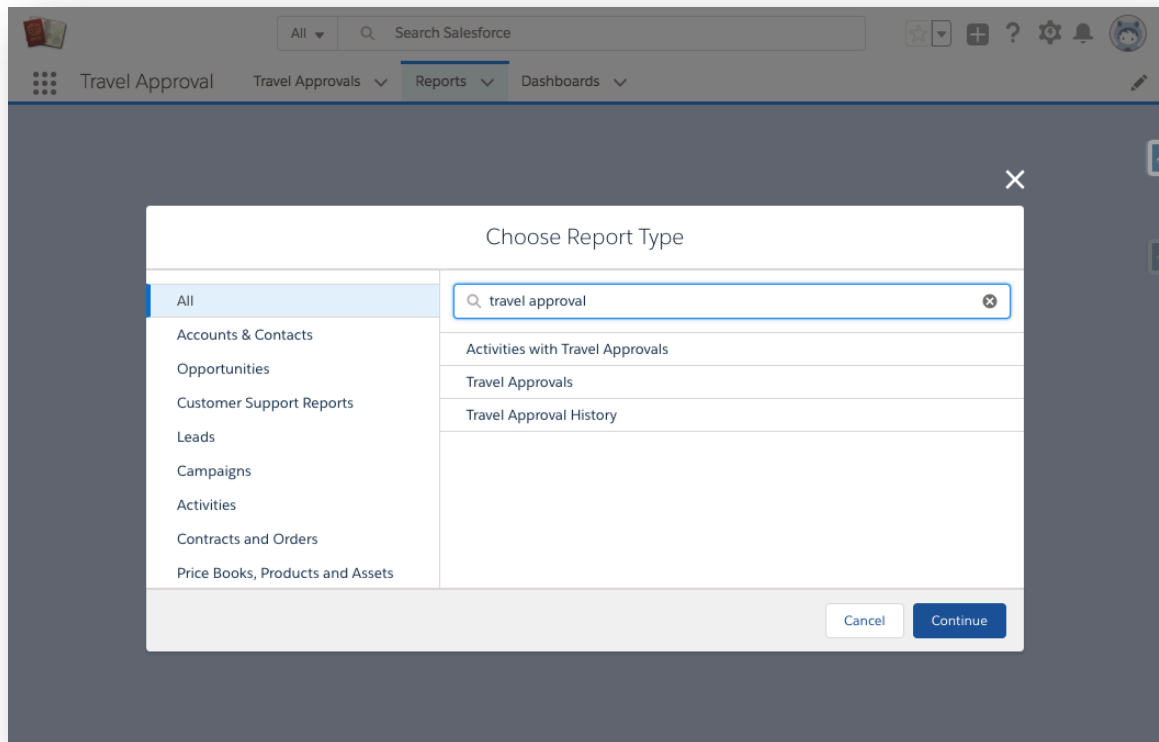 All Search Salesforce
Travel Approval Travel Approvals Reports Dashboards
Choose Report Type
All
Accounts & Contacts
Opportunities
Customer Support Reports
Leads
Campaigns
Activities
Contracts and Orders
Price Books, Products and Assets
travel approval
Activities with Travel Approvals
Travel Approvals
Travel Approval History
Cancel Continue